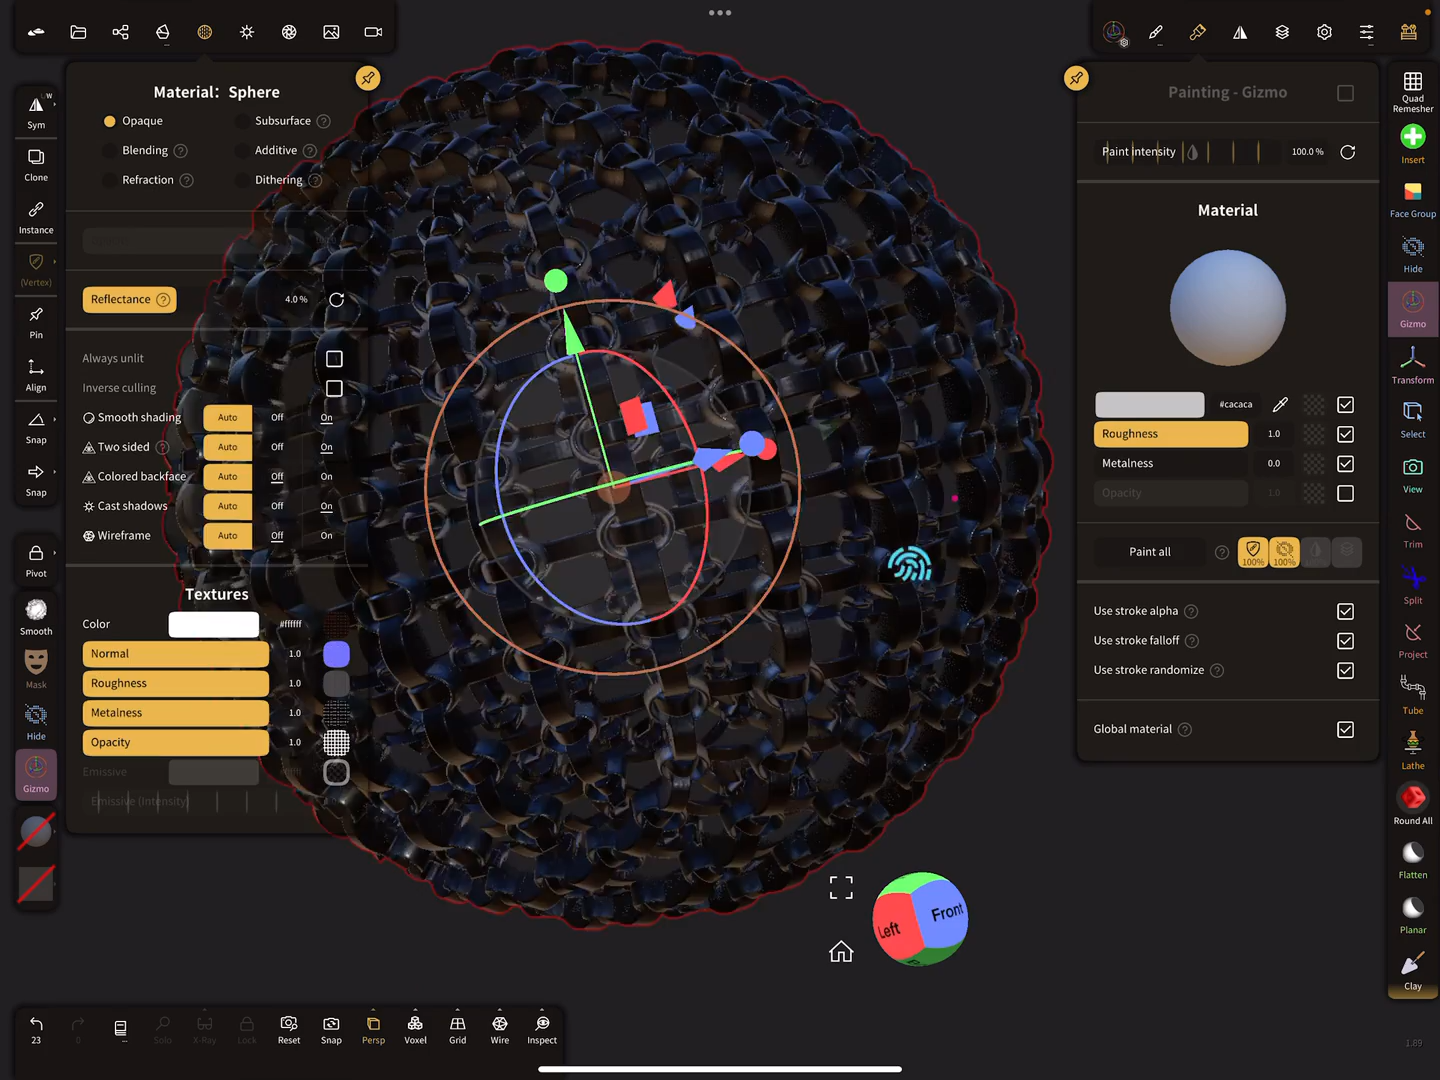 Material: Sphere
Opaque
Subsurface ?
Blending ?
Additive ?
Refraction ?
Dithering ?
Reflectance ?
4.0 %
Always unlit
Inverse culling
Smooth shading Auto Off On
Two sided ? Auto Off On
Colored backface Auto Off On
Cast shadows Auto Off On
Wireframe Auto Off On
Textures
Color #ffffff
Normal 1.0
Roughness 1.0
Metalness 1.0
Opacity 1.0
Emissive
Emissive (Intensity)
W
Sym
Clone
Instance
(Vertex)
Pin
Align
Snap
Snap
Pivot
Smooth
Mask
Hide
Gizmo
Painting - Gizmo
Paint intensity 100.0 %
Material
#cacaca
Roughness 1.0
Metalness 0.0
Opacity 1.0
Paint all ? 100% 100%
Use stroke alpha ?
Use stroke falloff ?
Use stroke randomize ?
Global material ?
Quad
Remesher
Insert
Face Group
Hide
Gizmo
Transform
Select
View
Trim
Split
Project
Tube
Lathe
Round All
Flatten
Planar
Clay
Left
Front
23
Solo
X-Ray
Lock
Reset
Snap
Persp
Voxel
Grid
Wire
Inspect
1.89